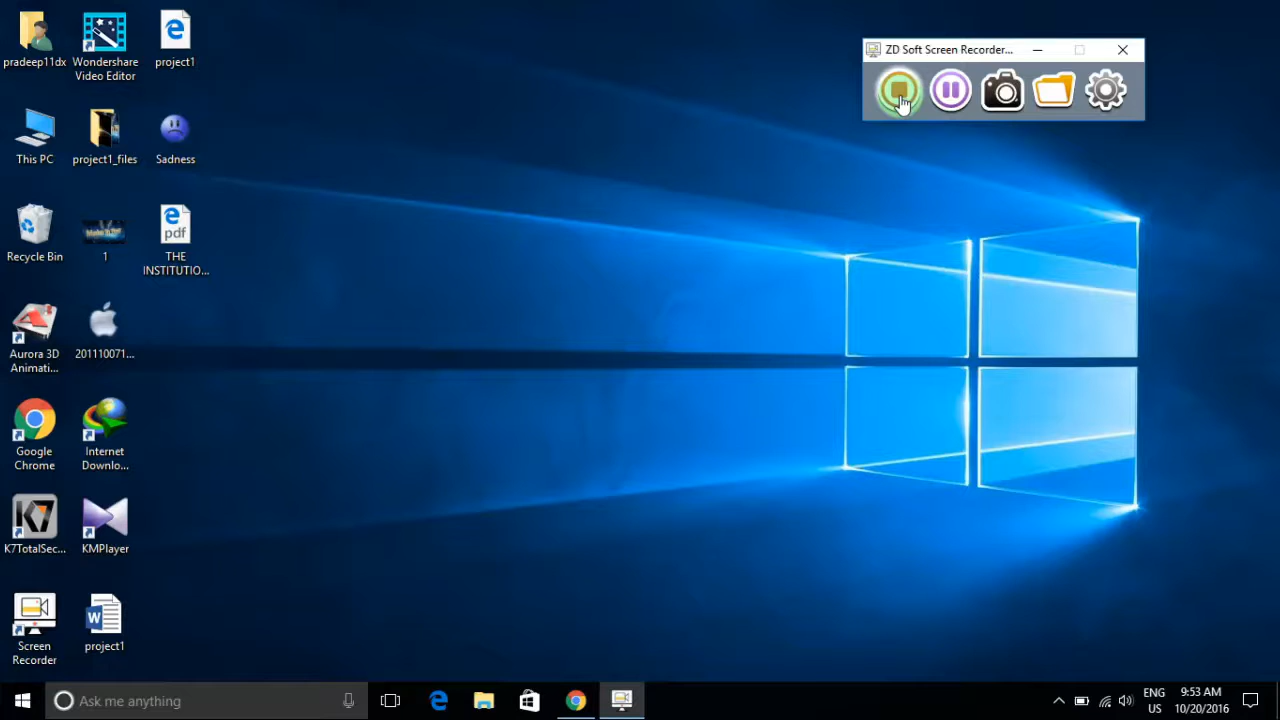 pradeep11dx
Wondershare
Video Editor
project1
ZD Soft Screen Recorder...
This PC
project1_files
Sadness
pdf
Recycle Bin
1
THE
INSTITUTIO...
Aurora 3D
Animati...
201110071...
Google
Chrome
Internet
Downlo...
K7TotalSec...
KMPlayer
Screen
Recorder
project1
Ask me anything
ENG
US
9:53 AM
10/20/2016